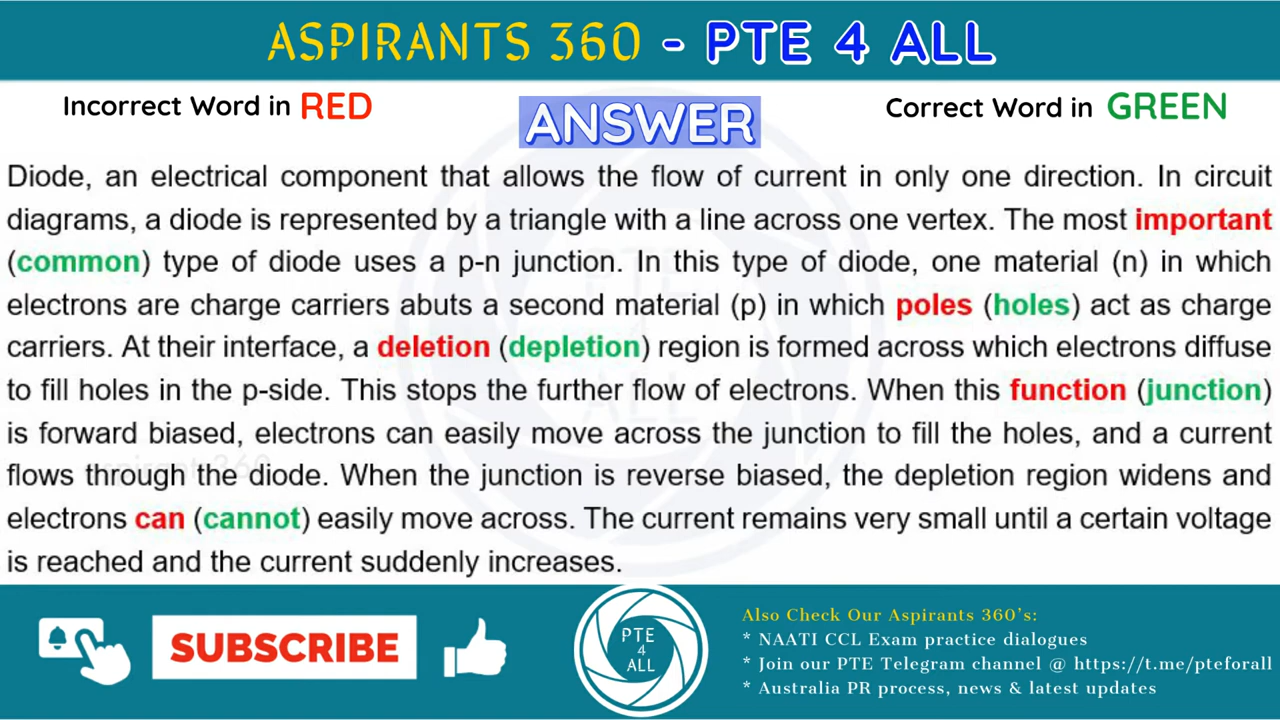 ASPIRANTS 360 - PTE 4 ALL
Incorrect Word in RED
ANSWER
Correct Word in GREEN
Diode, an electrical component that allows the flow of current in only one direction. In circuit
diagrams, a diode is represented by a triangle with a line across one vertex. The most important
(common) type of diode uses a p-n junction. In this type of diode, one material (n) in which
electrons are charge carriers abuts a second material (p) in which poles (holes) act as charge
carriers. At their interface, a deletion (depletion) region is formed across which electrons diffuse
to fill holes in the p-side. This stops the further flow of electrons. When this function (junction)
is forward biased, electrons can easily move across the junction to fill the holes, and a current
flows through the diode. When the junction is reverse biased, the depletion region widens and
electrons can (cannot) easily move across. The current remains very small until a certain voltage
is reached and the current suddenly increases.
SUBSCRIBE
PTE
4
ALL
Also Check Our Aspirants 360's:
* NAATI CCL Exam practice dialogues
* Join our PTE Telegram channel @ https://t.me/pteforall
* Australia PR process, news & latest updates